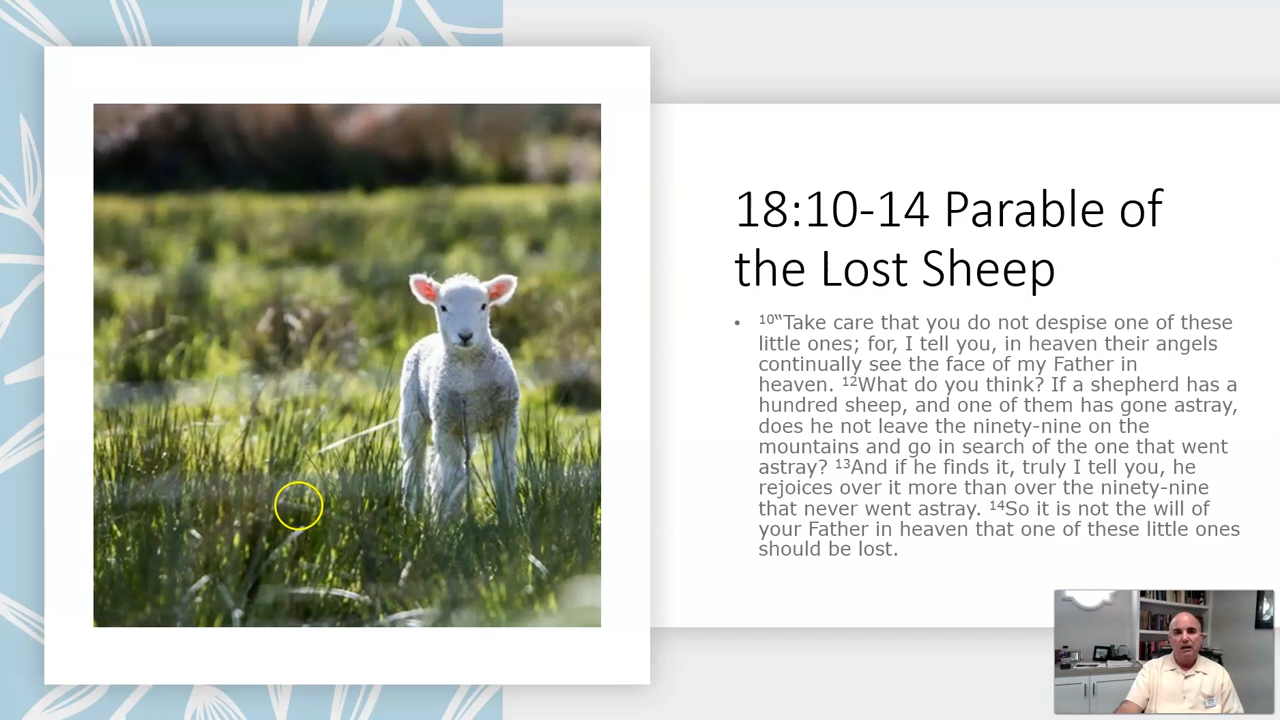 18:10-14 Parable of
the Lost Sheep
• ¹⁰“Take care that you do not despise one of these
little ones; for, I tell you, in heaven their angels
continually see the face of my Father in
heaven. ¹²What do you think? If a shepherd has a
hundred sheep, and one of them has gone astray,
does he not leave the ninety-nine on the
mountains and go in search of the one that went
astray? ¹³And if he finds it, truly I tell you, he
rejoices over it more than over the ninety-nine
that never went astray. ¹⁴So it is not the will of
your Father in heaven that one of these little ones
should be lost.